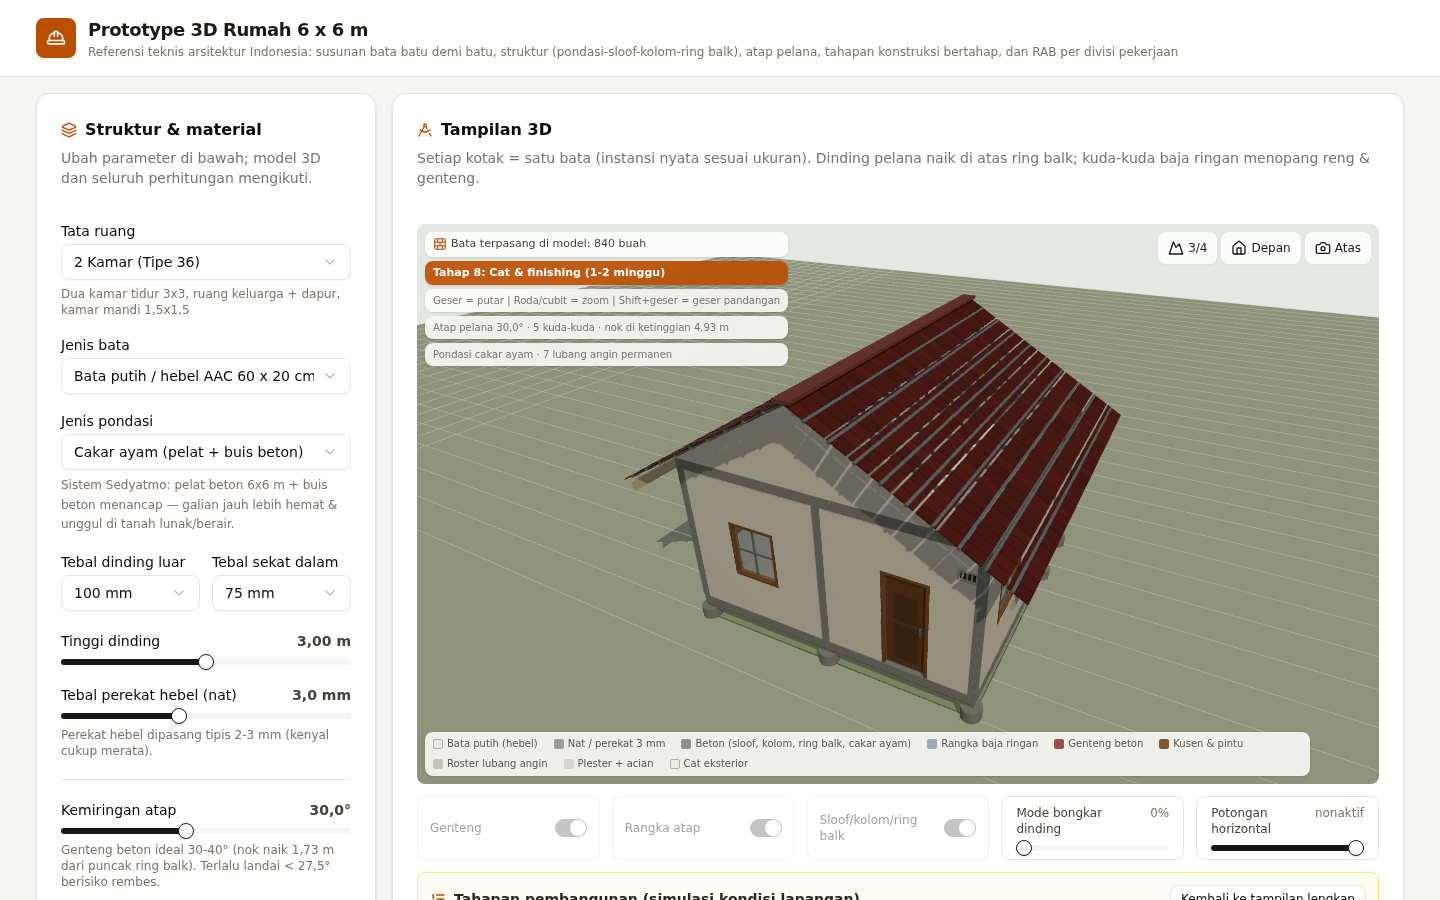 Prototype 3D Rumah 6 x 6 m
Referensi teknis arsitektur Indonesia: susunan bata batu demi batu, struktur (pondasi-sloof-kolom-ring balk), atap pelana, tahapan konstruksi bertahap, dan RAB per divisi pekerjaan
Struktur & material
Ubah parameter di bawah; model 3D
dan seluruh perhitungan mengikuti.
Tata ruang
2 Kamar (Tipe 36)
Dua kamar tidur 3x3, ruang keluarga + dapur,
kamar mandi 1,5x1,5
Jenis bata
Bata putih / hebel AAC 60 x 20 cm
Jenis pondasi
Cakar ayam (pelat + buis beton)
Sistem Sedyatmo: pelat beton 6x6 m + buis
beton menancap — galian jauh lebih hemat &
unggul di tanah lunak/berair.
Tebal dinding luar
Tebal sekat dalam
100 mm
75 mm
Tinggi dinding 3,00 m
Tebal perekat hebel (nat) 3,0 mm
Perekat hebel dipasang tipis 2-3 mm (kenyal
cukup merata).
Kemiringan atap 30,0°
Genteng beton ideal 30-40° (nok naik 1,73 m
dari puncak ring balk). Terlalu landai < 27,5°
berisiko rembes.
Tampilan 3D
Setiap kotak = satu bata (instansi nyata sesuai ukuran). Dinding pelana naik di atas ring balk; kuda-kuda baja ringan menopang reng &
genteng.
Bata terpasang di model: 840 buah
Tahap 8: Cat & finishing (1-2 minggu)
Geser = putar | Roda/cubit = zoom | Shift+geser = geser pandangan
Atap pelana 30,0° · 5 kuda-kuda · nok di ketinggian 4,93 m
Pondasi cakar ayam · 7 lubang angin permanen
3/4
Depan
Atas
Bata putih (hebel)
Nat / perekat 3 mm
Beton (sloof, kolom, ring balk, cakar ayam)
Rangka baja ringan
Genteng beton
Kusen & pintu
Roster lubang angin
Plester + acian
Cat eksterior
Genteng
Rangka atap
Sloof/kolom/ring
balk
Mode bongkar
dinding
0%
Potongan
horizontal
nonaktif
Tahapan pembangunan (simulasi kondisi lapangan)
Kembali ke tampilan lengkap